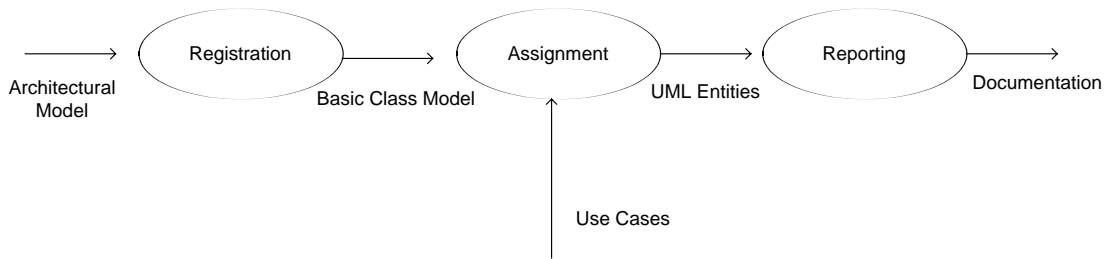 Registration
Assignment
Reporting
Architectural
Model
Basic Class Model
UML Entities
Documentation
Use Cases